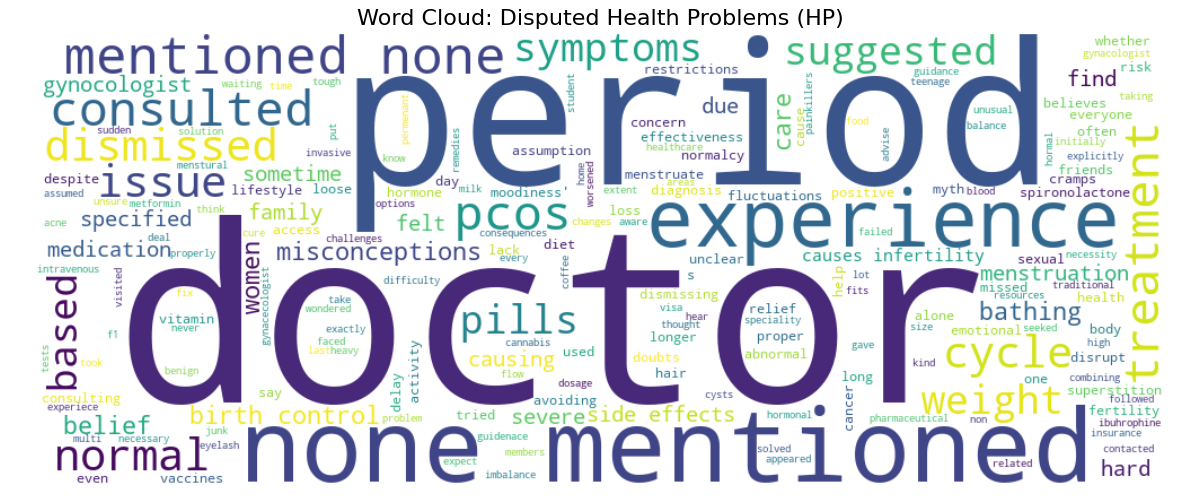 Word Cloud: Disputed Health Problems (HP)
mentioned none symptoms suggested whether
gynacologist
gynocologist waiting time tough restrictions guidance risk
period
student teenage find taking
consulted due care cause painkillers believes unusual
permenant concern everyone
put sudden solution effectiveness food balance often
dismissed invasive menstural know remedies assumption healthcare normalcy advise hormonal initially
explicitly
despite issue sometime home worsened menstruate areas diagnosis positive friends
assumed lifestyle loose hormone day milk moodiness' extent fluctuations myth blood cramps spironolactone
unsure metformin think options pcos aware loss changes experience treatment
acne specified family access felt consequences failed
deal cure challenges lack diet unclear causes infertility sexual necessity
medication properly misconceptions every coffee s
intravenous women difficulty help lot menstruation traditional
visited fix gynacecologist doctor dismissing relief fits missed resources health
based vitamin take wondered pills visa hear speciality alone size bathing
f1 never exactly cannabis thought longer proper emotional seeked body
tests faced gave high
took benign last heavy causing used doubts abnormal kind cycle disrupt
flow hair long one combining
consulting activity dosage cysts cancer weight superstition
experiece say delay avoiding followed
birth control problem tried severe side effects hormonal pharmaceutical non fertility
belief junk guidenace ibuhrophine
multi necessary eyelash none mentioned solved insurance
normal expect members appeared contacted
even vaccines imbalance related hard